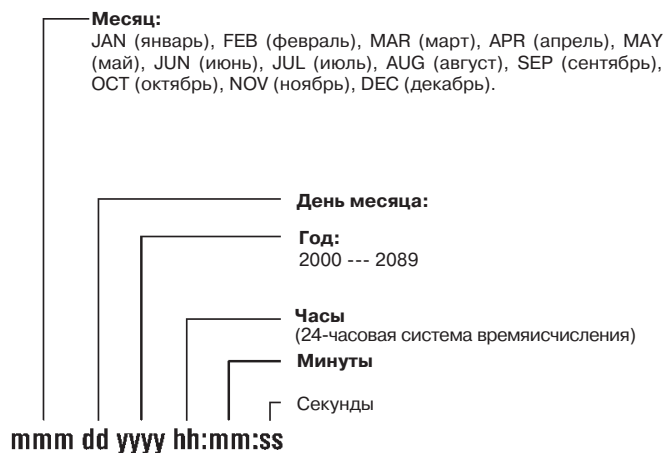 Месяц:
JAN (январь), FEB (февраль), MAR (март), APR (апрель), MAY
(май), JUN (июнь), JUL (июль), AUG (август), SEP (сентябрь),
OCT (октябрь), NOV (ноябрь), DEC (декабрь).
День месяца:
Год:
2000 --- 2089
Часы
(24-часовая система времяисчисления)
Минуты
Секунды
mmm dd yyyy hh:mm:ss